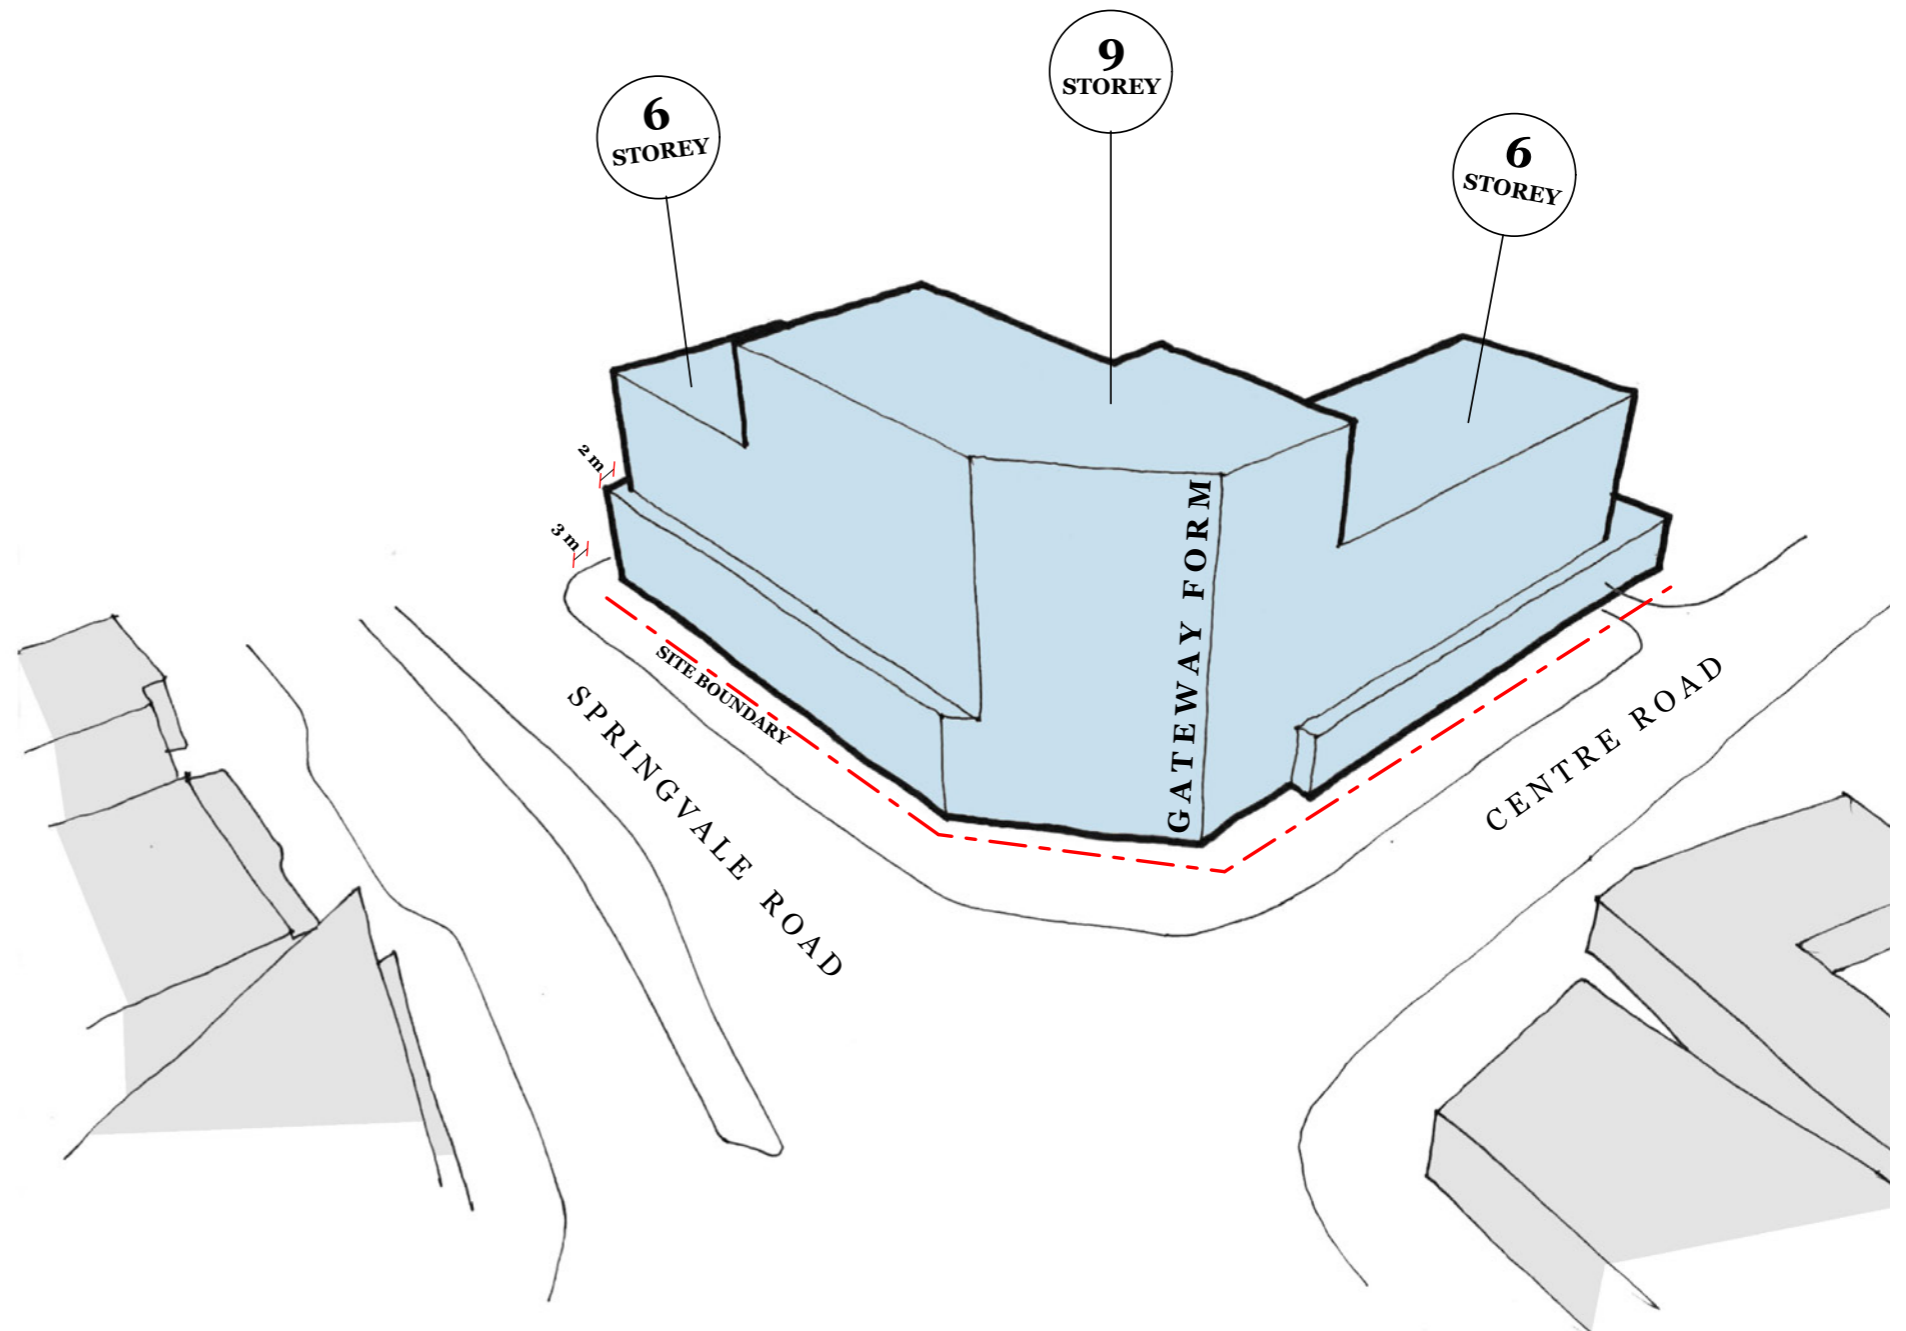 9
STOREY
6
STOREY
6
STOREY
2 m
3 m
GATEWAY FORM
SITE BOUNDARY
SPRINGVALE ROAD
CENTRE ROAD